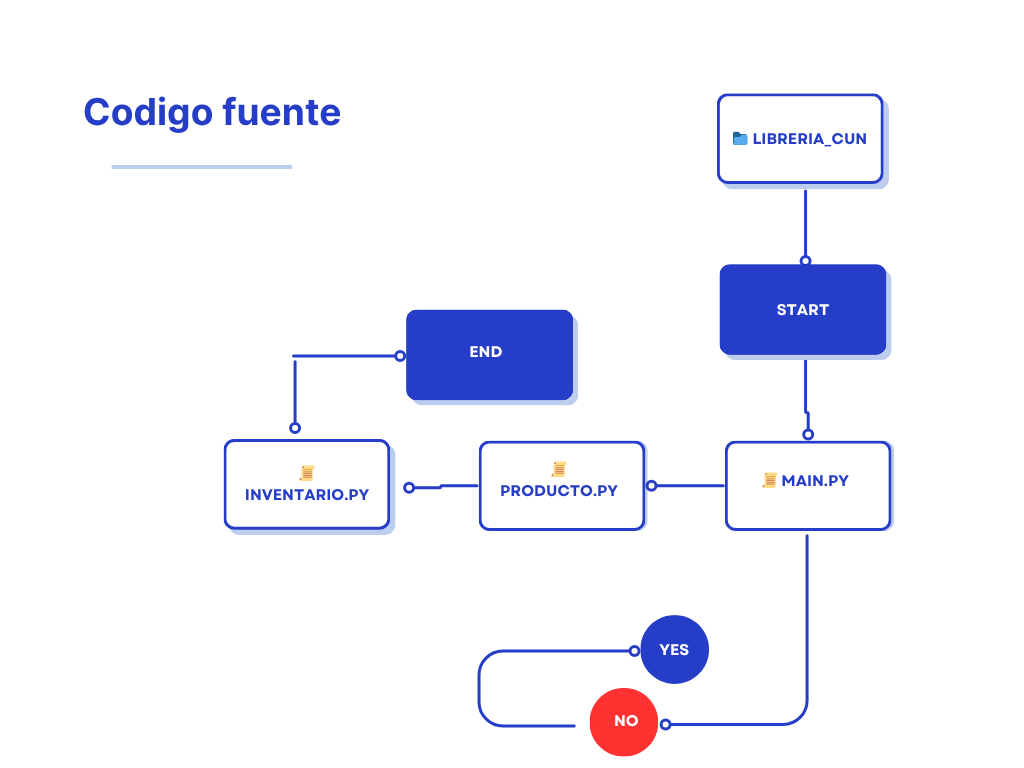 Codigo fuente
LIBRERIA_CUN
START
END
INVENTARIO.PY
PRODUCTO.PY
MAIN.PY
YES
NO